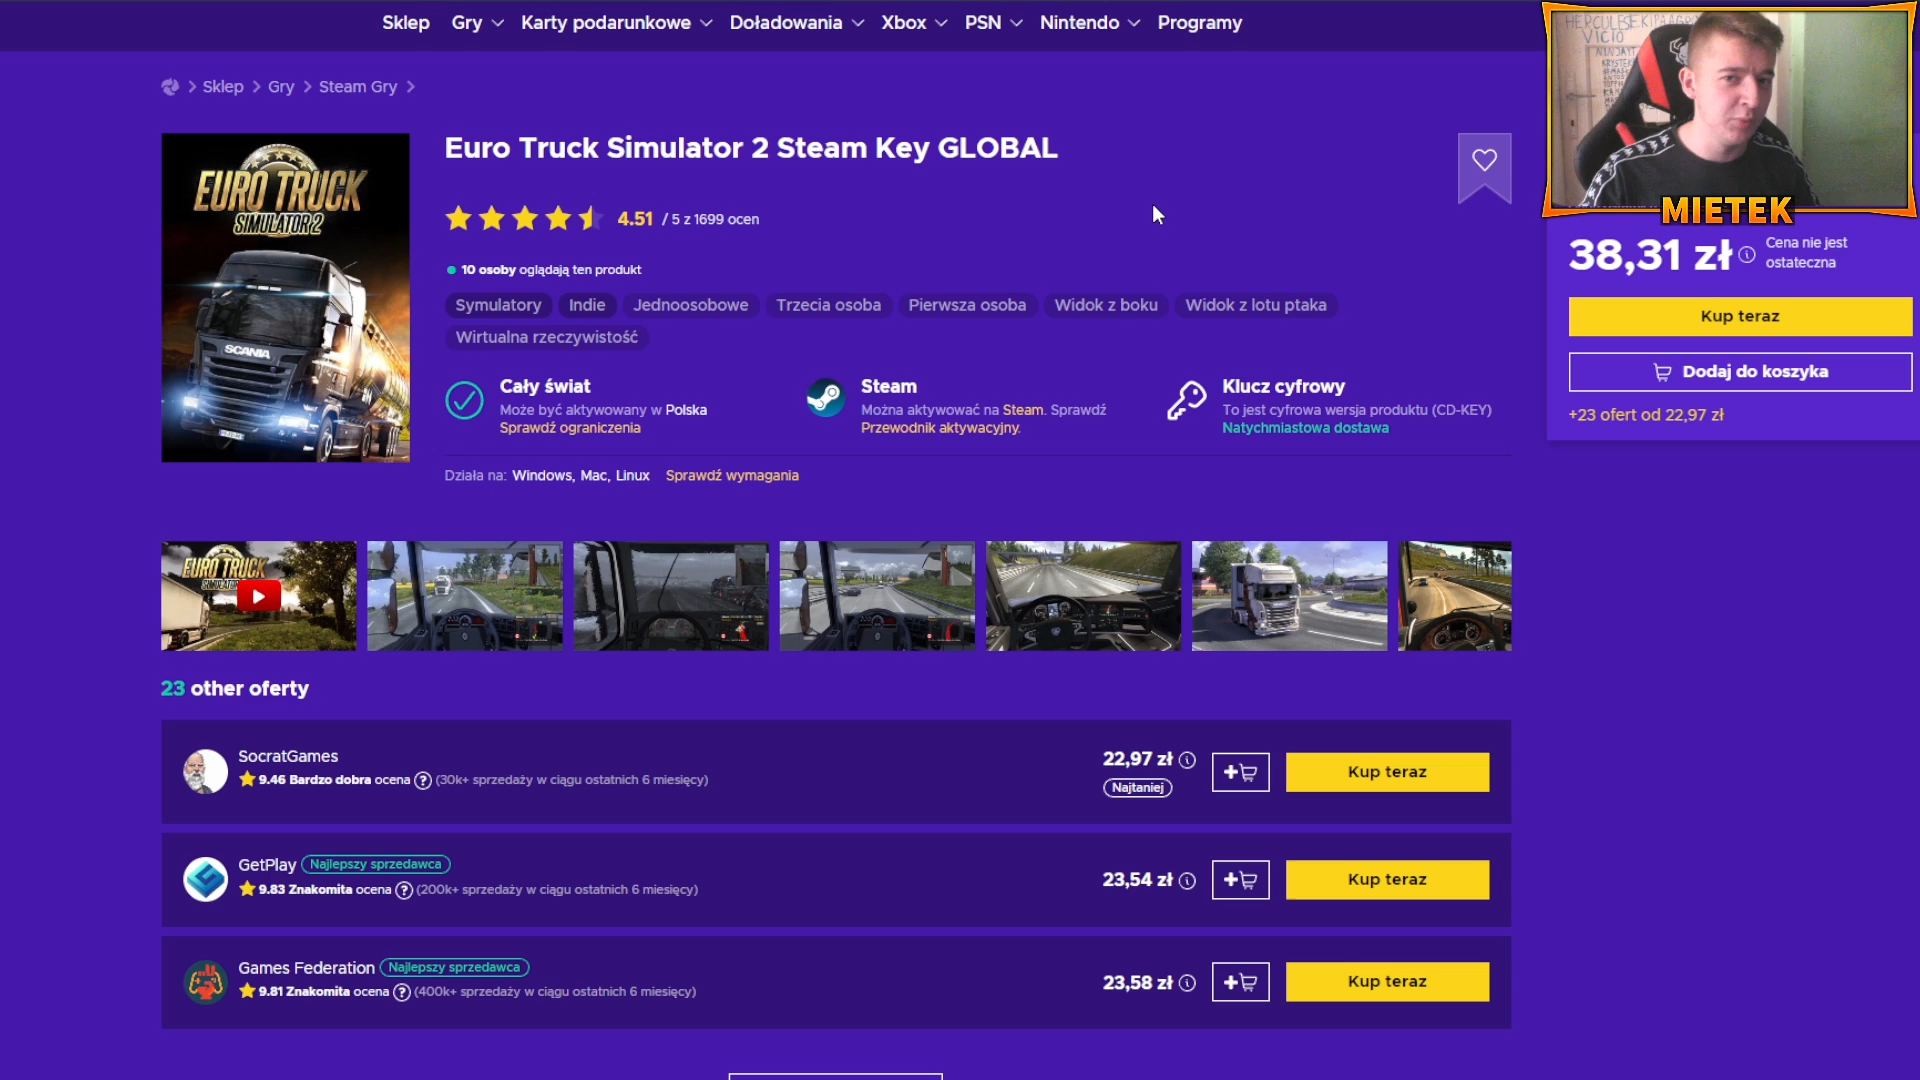 Sklep Gry Karty podarunkowe Doładowania Xbox PSN Nintendo Programy
Sklep Gry Steam Gry
EURO TRUCK
SIMULATOR 2
SCANIA
Euro Truck Simulator 2 Steam Key GLOBAL
4.51 / 5 z 1699 ocen
10 osoby oglądają ten produkt
Symulatory Indie Jednoosobowe Trzecia osoba Pierwsza osoba Widok z boku Widok z lotu ptaka
Wirtualna rzeczywistość
Cały świat
Może być aktywowany w Polska
Sprawdź ograniczenia
Steam
Można aktywować na Steam. Sprawdź
Przewodnik aktywacyjny.
Klucz cyfrowy
To jest cyfrowa wersja produktu (CD-KEY)
Natychmiastowa dostawa
Działa na: Windows, Mac, Linux Sprawdź wymagania
VICIO
MIETEK
38,31 zł
Cena nie jest
ostateczna
Kup teraz
Dodaj do koszyka
+23 ofert od 22,97 zł
EURO TRUCK
23 other oferty
SocratGames
9.46 Bardzo dobra ocena ? (30k+ sprzedaży w ciągu ostatnich 6 miesięcy)
22,97 zł
Najtaniej
Kup teraz
GetPlay Najlepszy sprzedawca
9.83 Znakomita ocena ? (200k+ sprzedaży w ciągu ostatnich 6 miesięcy)
23,54 zł
Kup teraz
Games Federation Najlepszy sprzedawca
9.81 Znakomita ocena ? (400k+ sprzedaży w ciągu ostatnich 6 miesięcy)
23,58 zł
Kup teraz